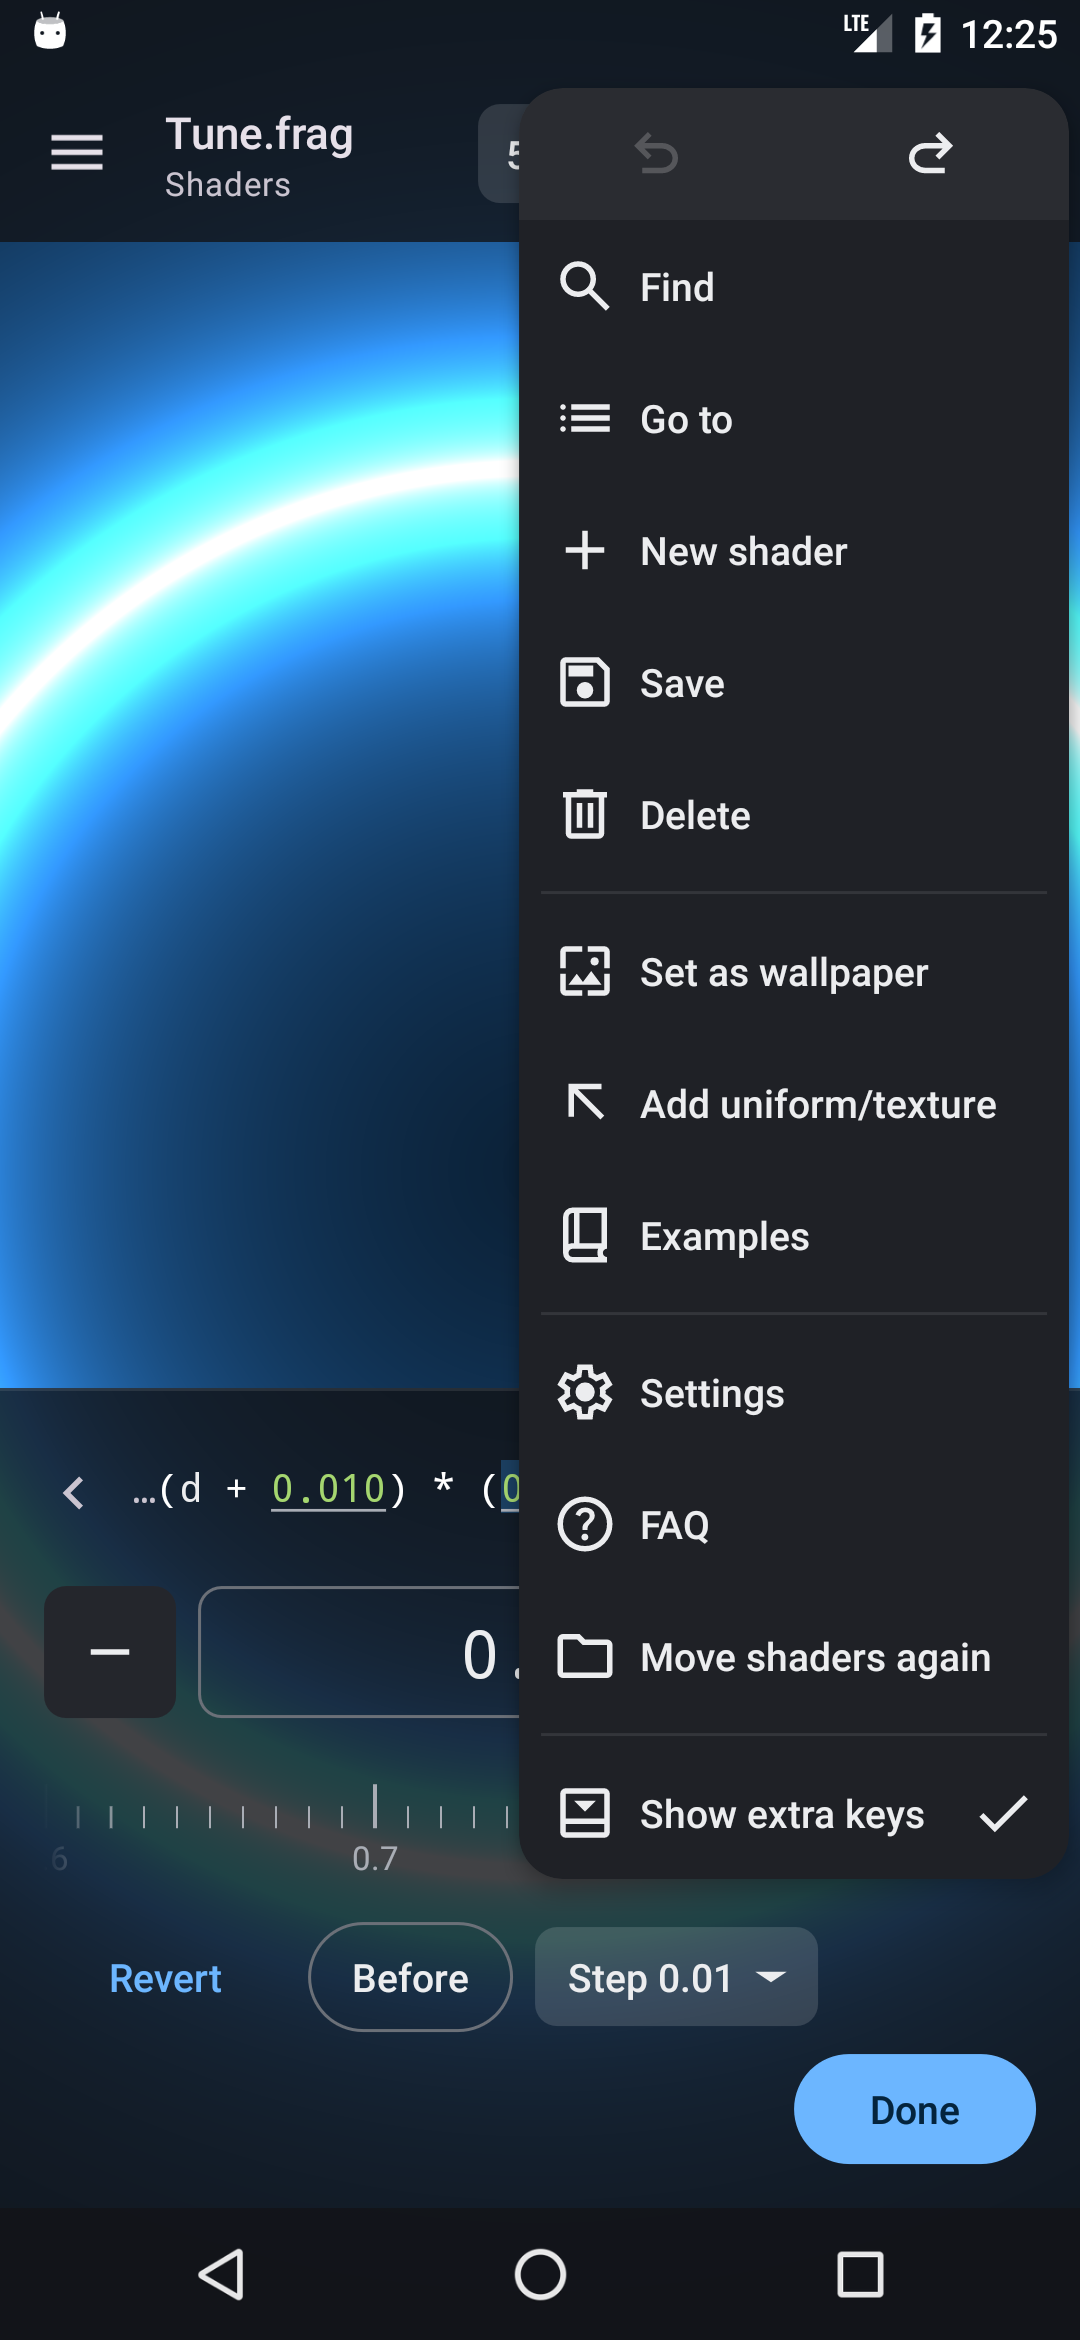 LTE 12:25
Tune.frag
Shaders
5
Find
Go to
New shader
Save
Delete
Set as wallpaper
Add uniform/texture
Examples
Settings
…(d + 0.010) * (0
FAQ
0.
Move shaders again
Show extra keys
6 0.7
Revert Before Step 0.01
Done